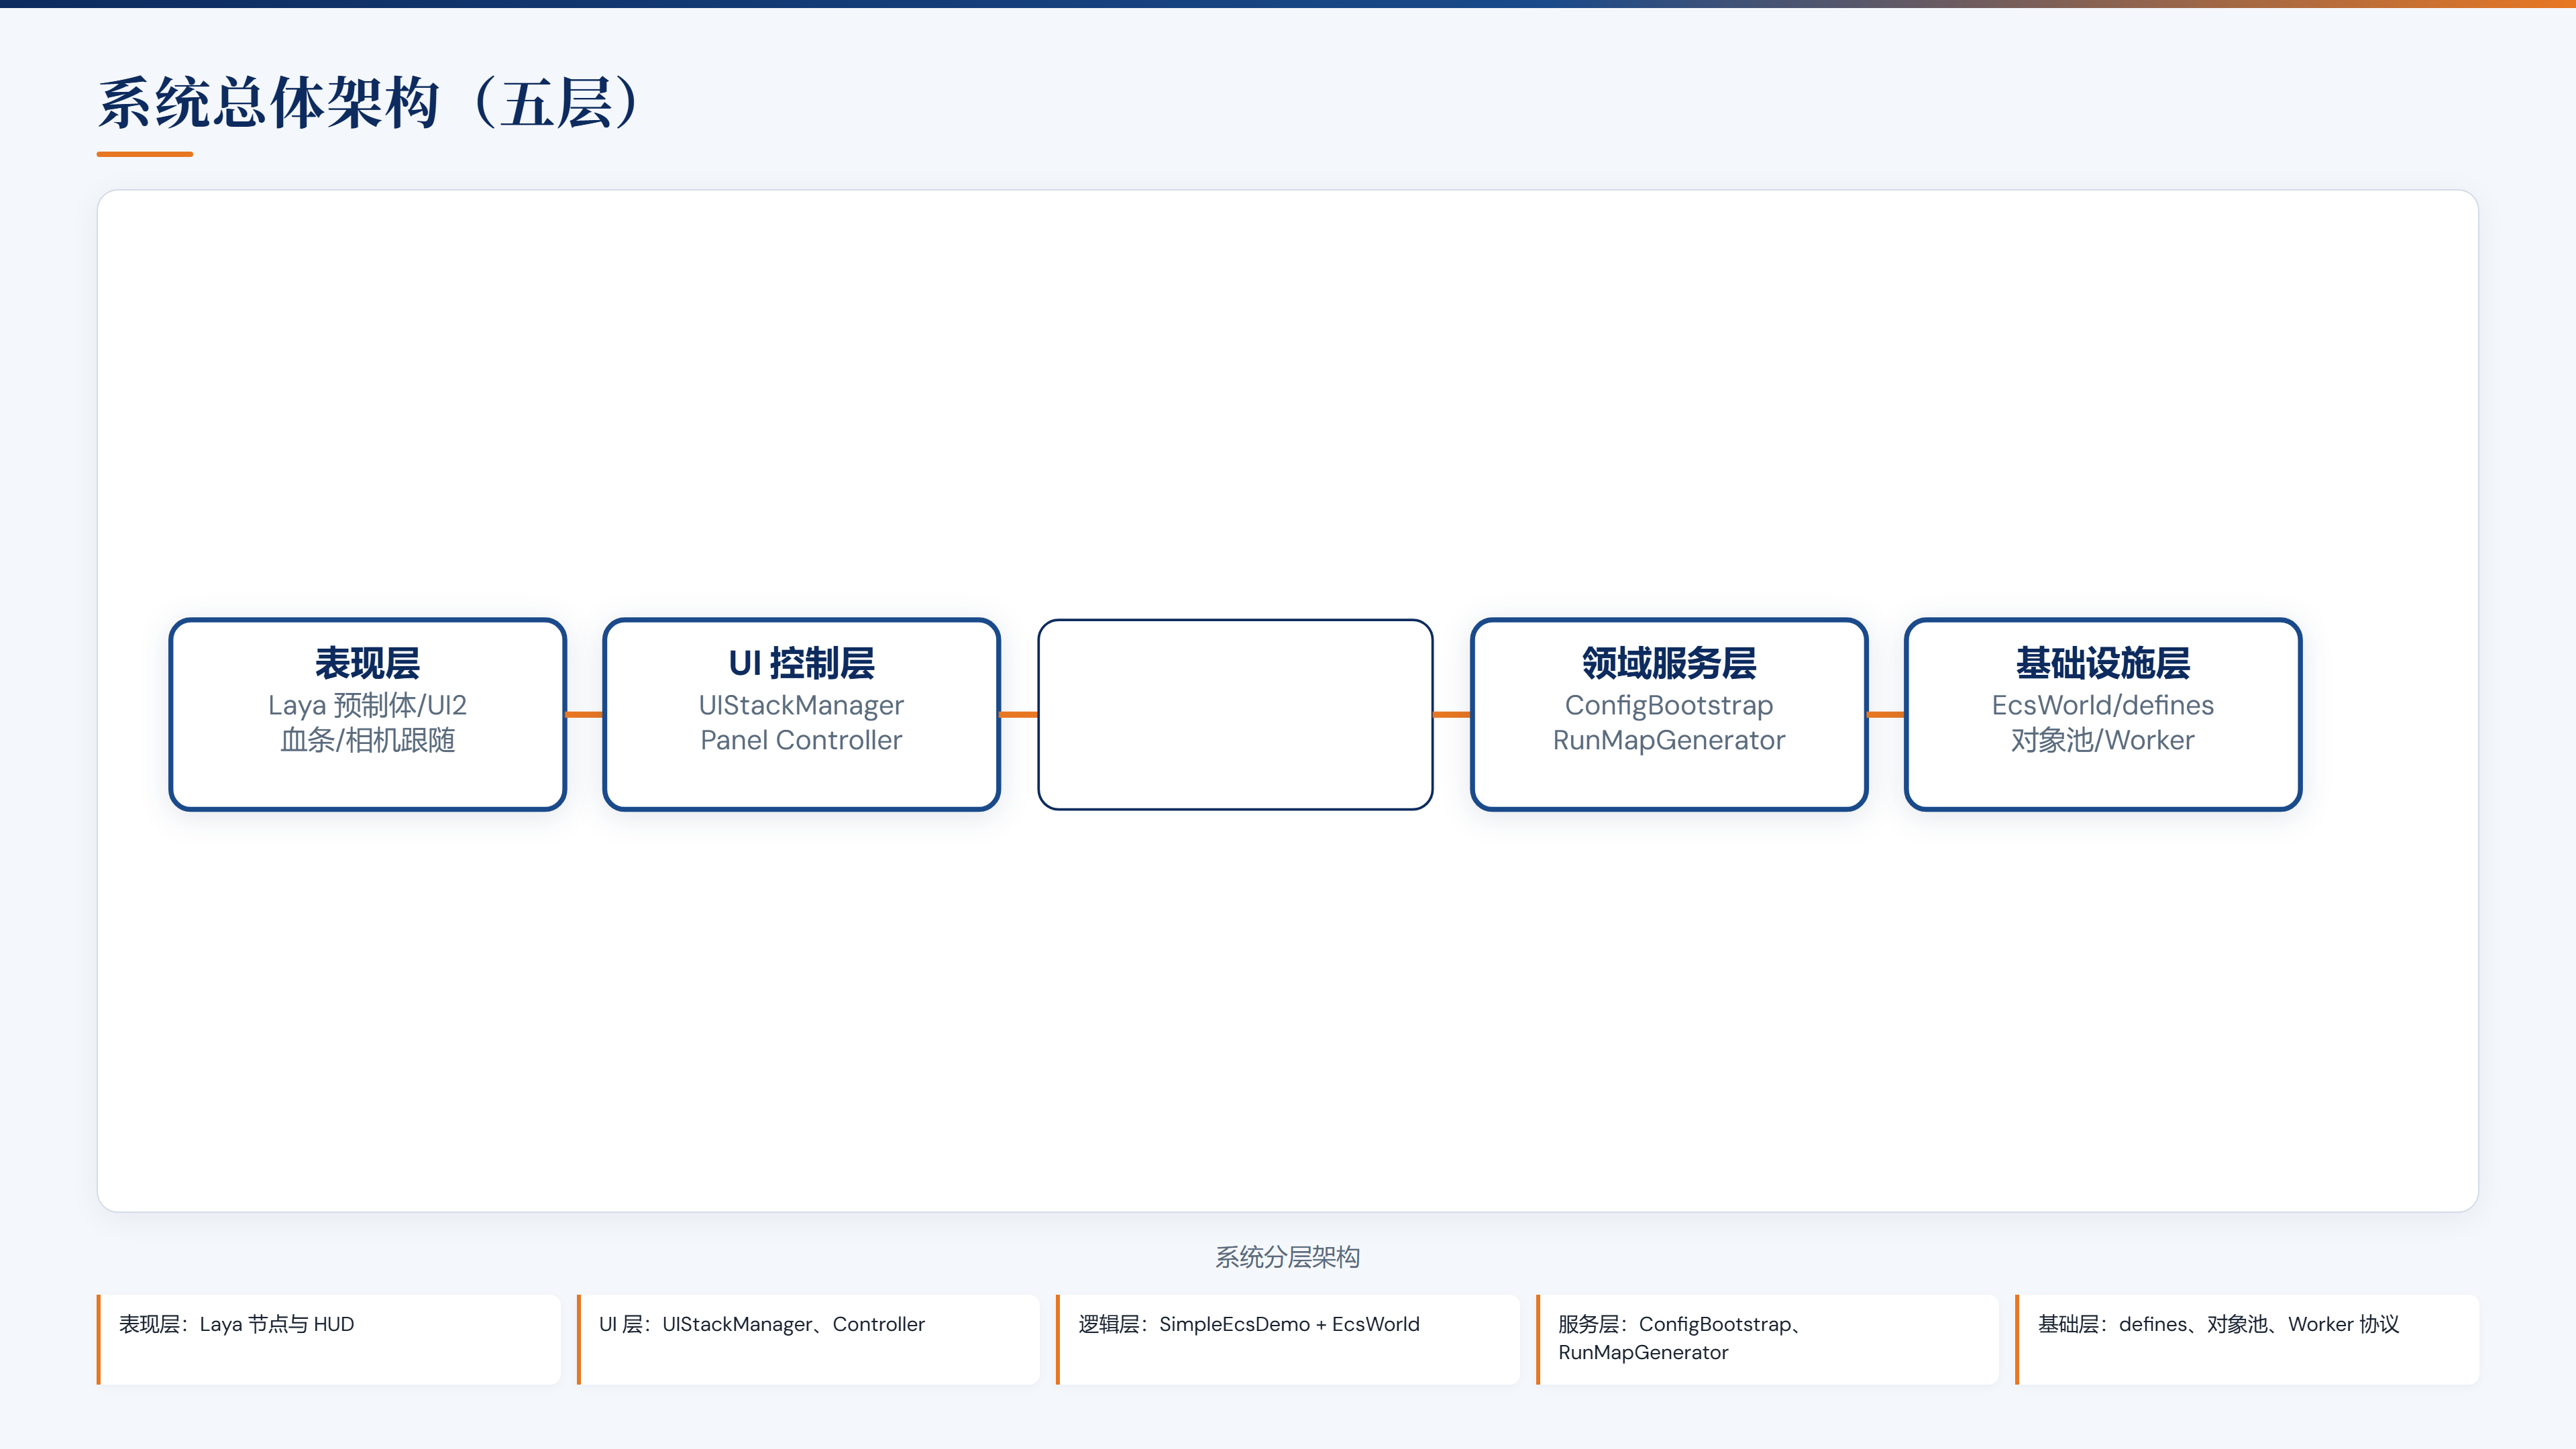 系统总体架构（五层）
表现层
Laya 预制体/UI2
血条/相机跟随
UI 控制层
UIStackManager
Panel Controller
领域服务层
ConfigBootstrap
RunMapGenerator
基础设施层
EcsWorld/defines
对象池/Worker
系统分层架构
表现层：Laya 节点与 HUD
UI 层：UIStackManager、Controller
逻辑层：SimpleEcsDemo + EcsWorld
服务层：ConfigBootstrap、
RunMapGenerator
基础层：defines、对象池、Worker 协议